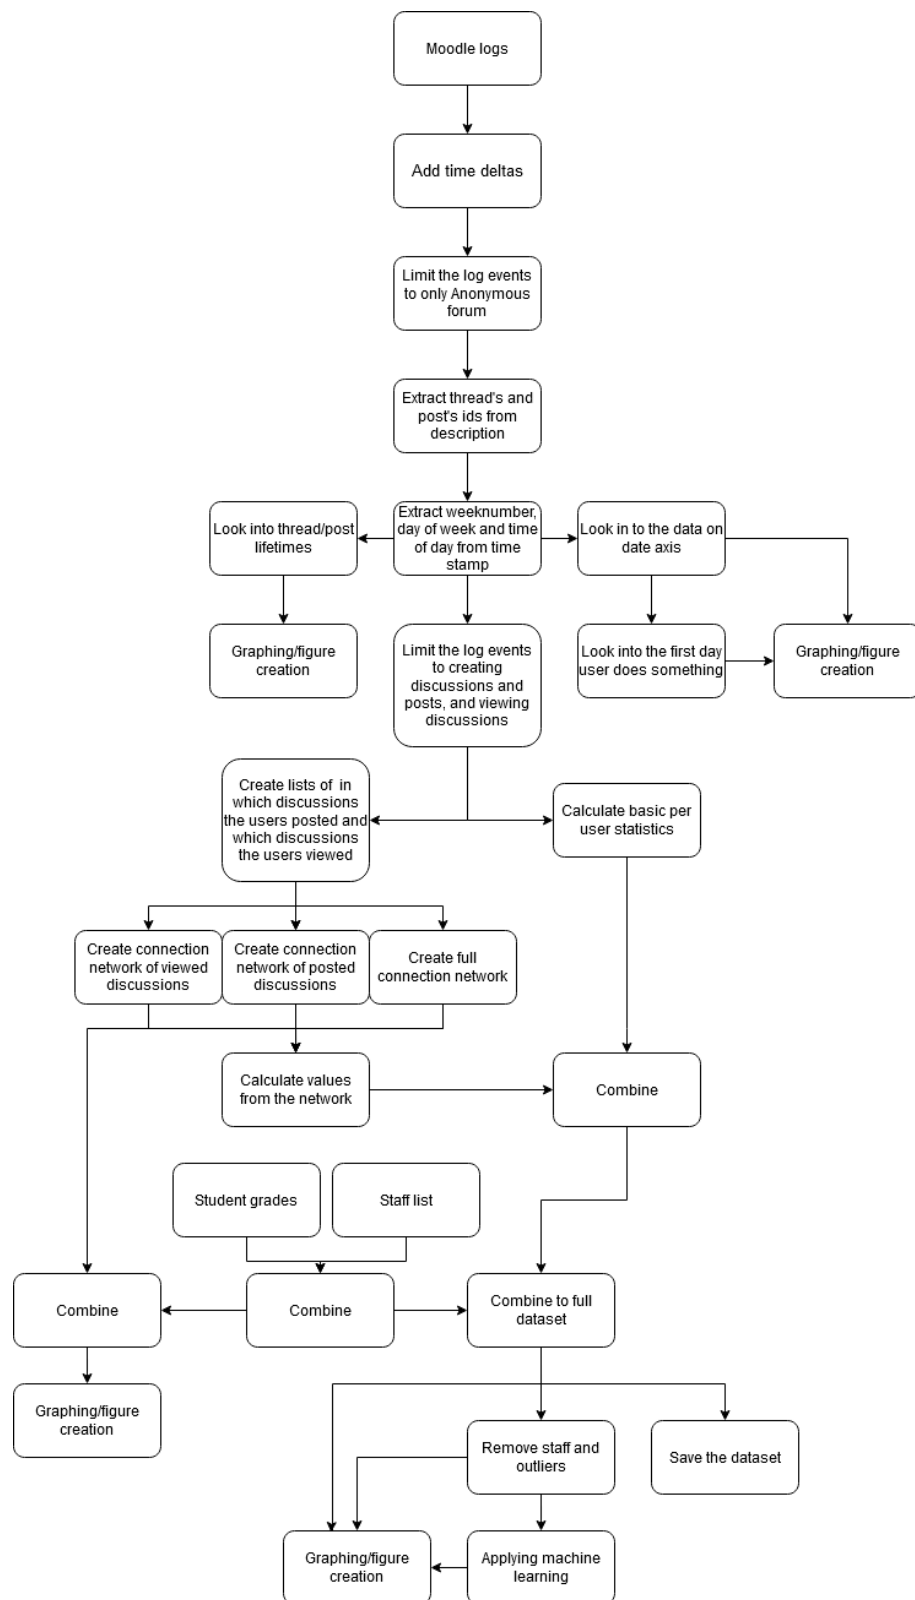 Moodle logs
Add time deltas
Limit the log events
to only Anonymous
forum
Extract thread's and
post's ids from
description
Look into thread/post
lifetimes
Extract weeknumber,
day of week and time
of day from time
stamp
Look in to the data on
date axis
Graphing/figure
creation
Limit the log events
to creating
discussions and
posts, and viewing
discussions
Look into the first day
user does something
Graphing/figure
creation
Create lists of in
which discussions
the users posted and
which discussions
the users viewed
Calculate basic per
user statistics
Create connection
network of viewed
discussions
Create connection
network of posted
discussions
Create full
connection network
Calculate values
from the network
Combine
Student grades
Staff list
Combine
Combine
Combine to full
dataset
Graphing/figure
creation
Remove staff and
outliers
Save the dataset
Graphing/figure
creation
Applying machine
learning